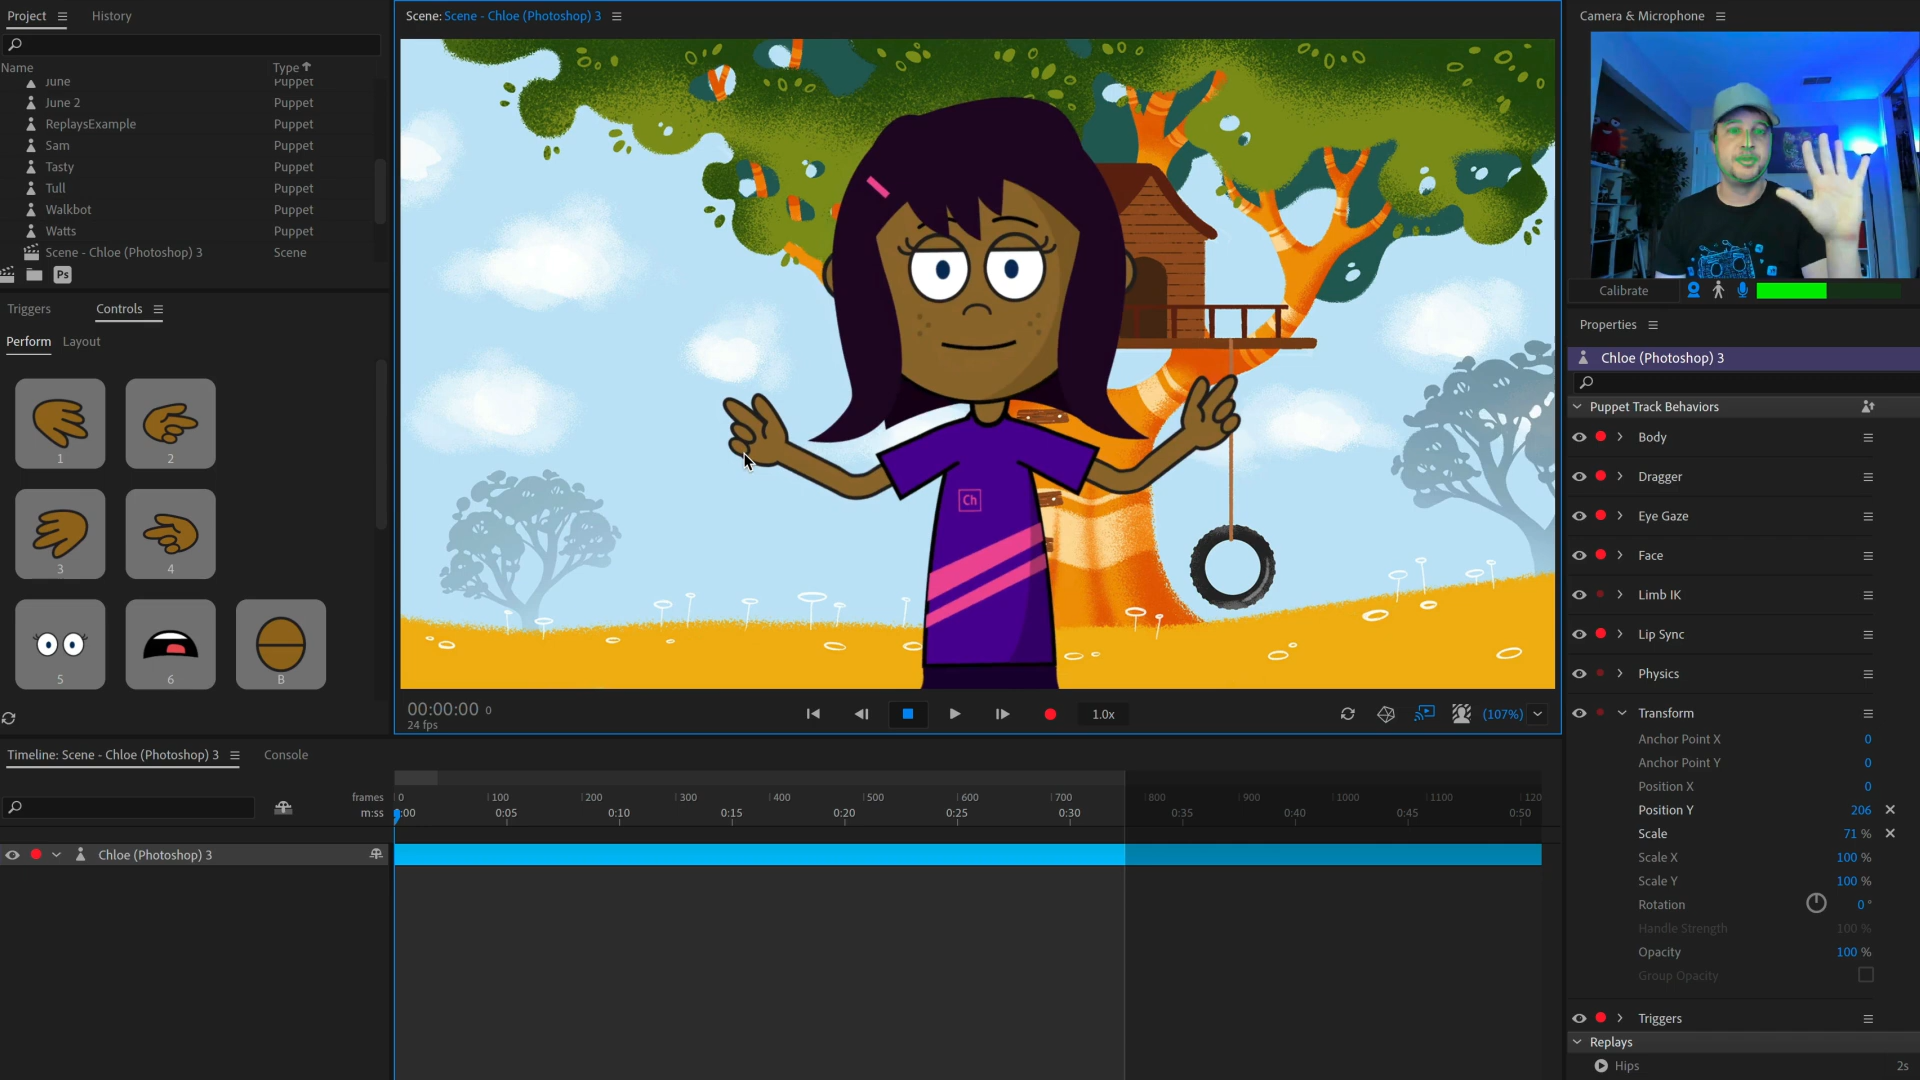 Project
History
Name
Type
June Puppet
June 2 Puppet
ReplaysExample Puppet
Sam Puppet
Tasty Puppet
Tull Puppet
Walkbot Puppet
Watts Puppet
Scene - Chloe (Photoshop) 3 Scene
Ps
Triggers
Controls
Perform
Layout
1
2
3
4
5
6
B
Scene: Scene - Chloe (Photoshop) 3
Ch
00:00:00 0
24 fps
1.0x
(107%)
Camera & Microphone
Calibrate
Properties
Chloe (Photoshop) 3
Puppet Track Behaviors
Body
Dragger
Eye Gaze
Face
Limb IK
Lip Sync
Physics
Transform
Anchor Point X 0
Anchor Point Y 0
Position X 0
Position Y 206
Scale 71 %
Scale X 100 %
Scale Y 100 %
Rotation 0 °
Handle Strength 100 %
Opacity 100 %
Group Opacity
Triggers
Replays
Hips 2s
Timeline: Scene - Chloe (Photoshop) 3
Console
frames 0 100 200 300 400 500 600 700 800 900 1000 1100 120
m:ss :00 0:05 0:10 0:15 0:20 0:25 0:30 0:35 0:40 0:45 0:50
Chloe (Photoshop) 3